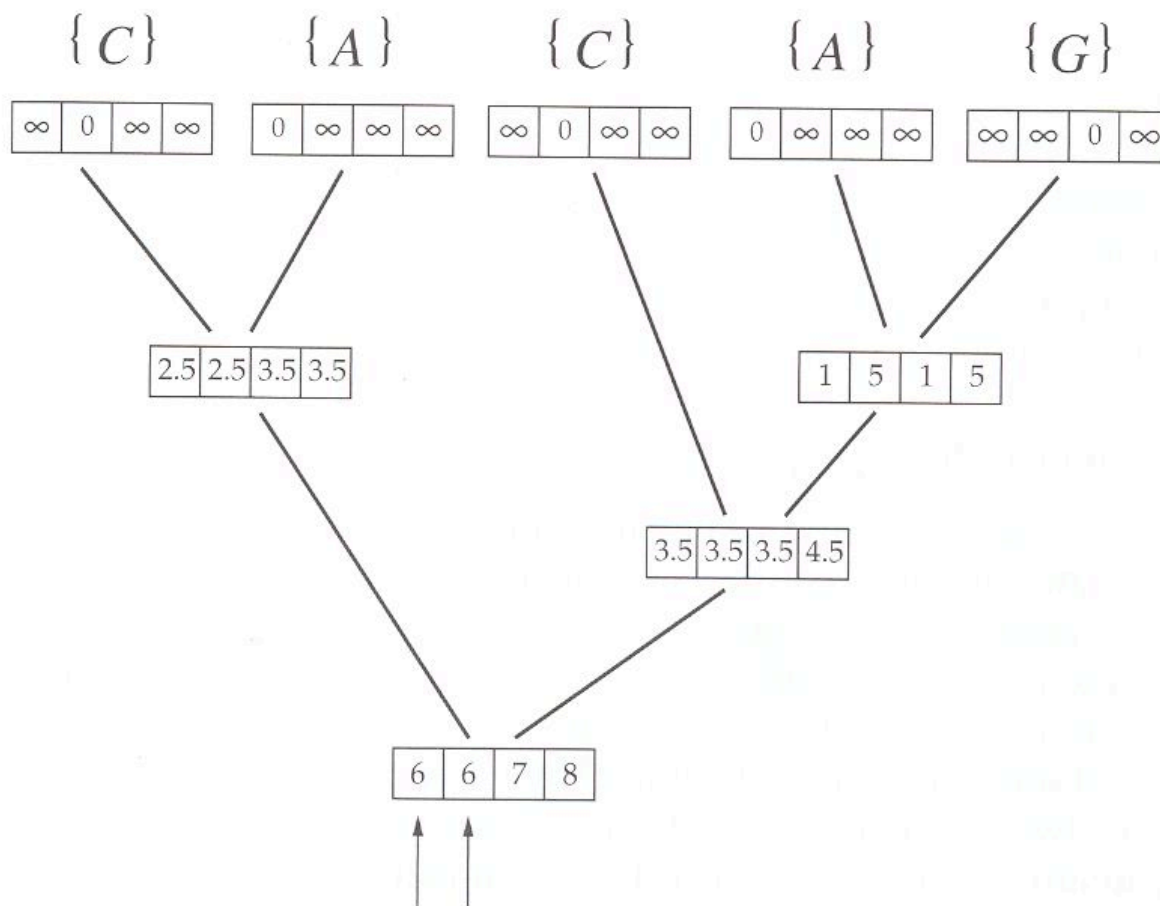 {C} {A} {C} {A} {G}
∞ 0 ∞ ∞ 0 ∞ ∞ ∞ ∞ 0 ∞ ∞ 0 ∞ ∞ ∞ ∞ ∞ 0 ∞
2.5 2.5 3.5 3.5 1 5 1 5
3.5 3.5 3.5 4.5
6 6 7 8